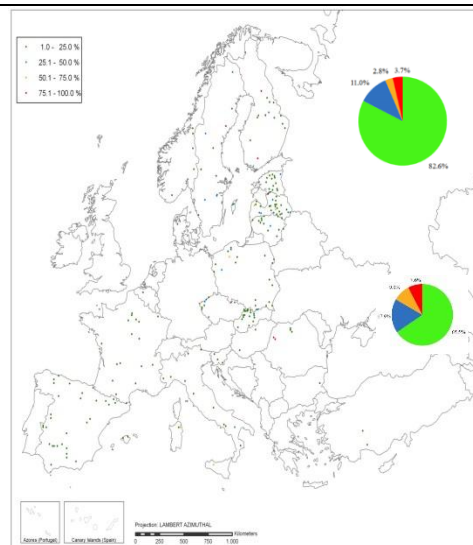 1.0 - 25.0 %
25.1 - 50.0 %
50.1 - 75.0 %
75.1 - 100.0 %
2.8%
3.7%
11.0%
82.6%
Azores (Portugal)
Canary Islands (Spain)
Projection: LAMBERT AZIMUTHAL
Kilometers
0 250 500 750 1 000